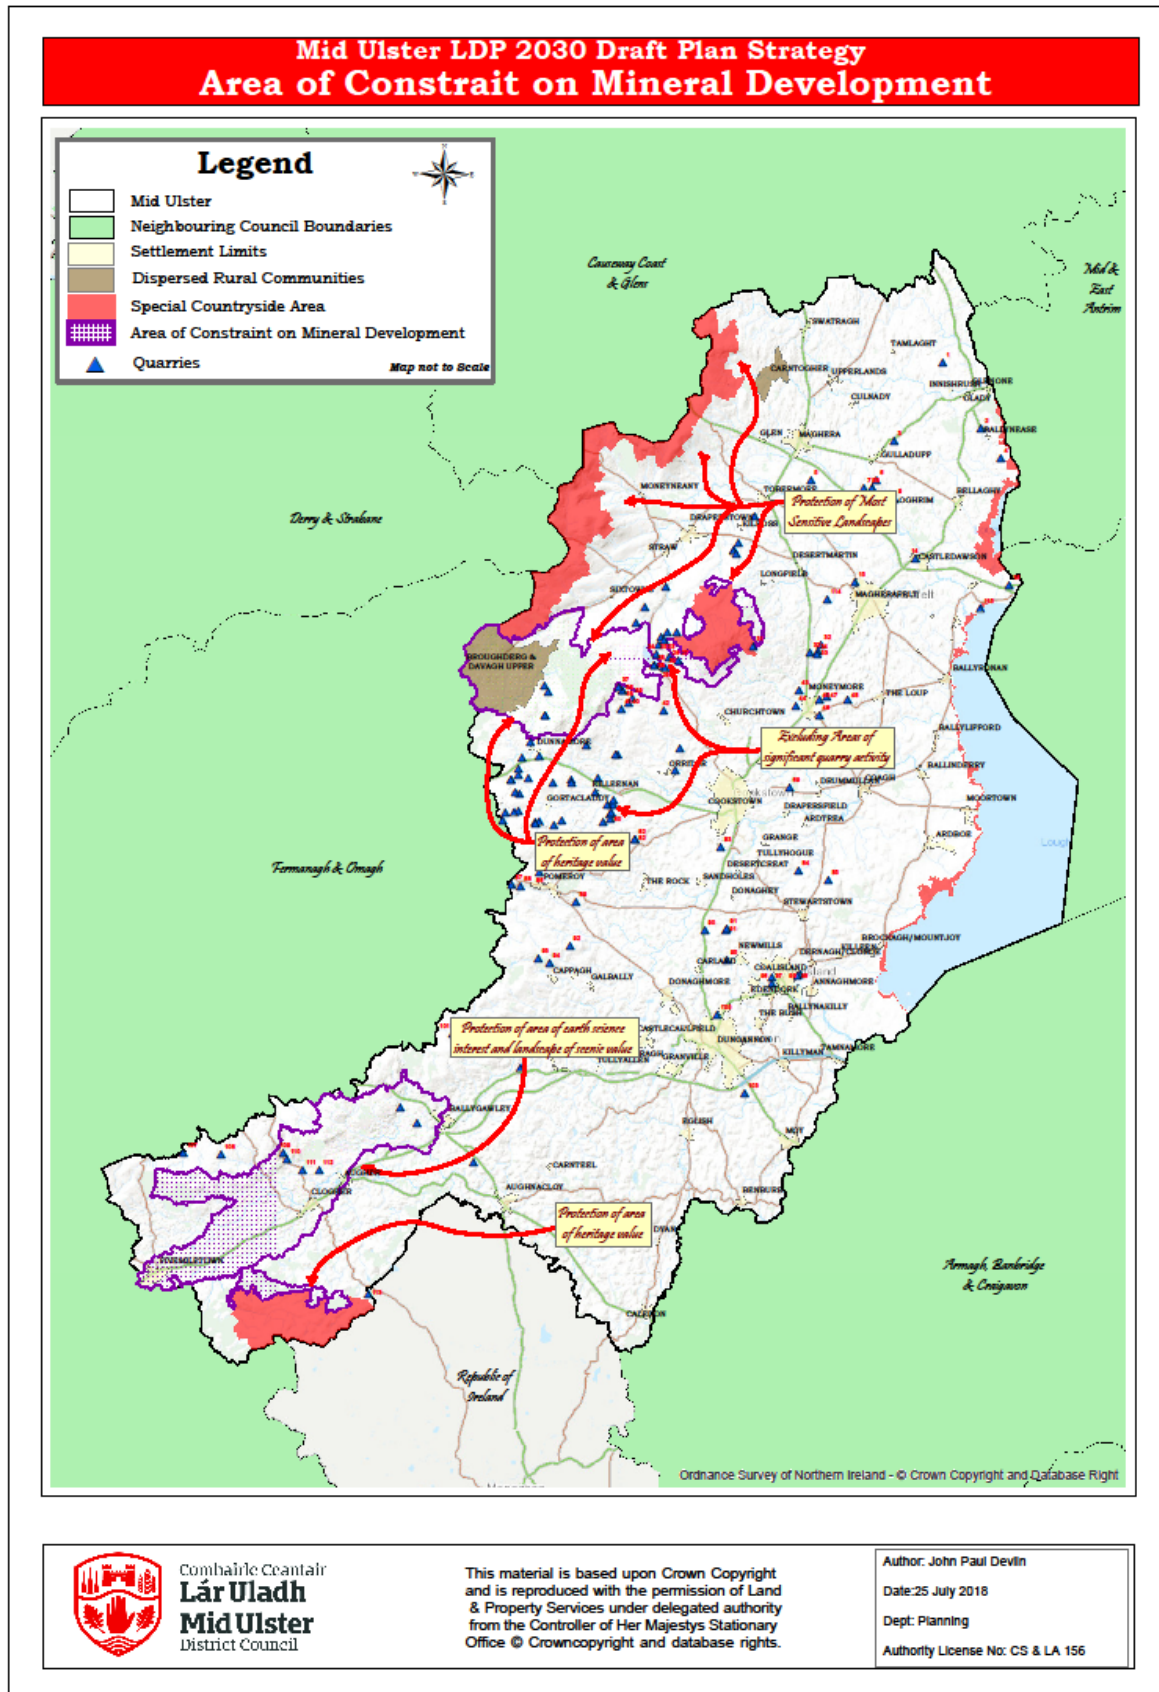 Mid Ulster LDP 2030 Draft Plan Strategy
Area of Constrait on Mineral Development
Legend
Mid Ulster
Neighbouring Council Boundaries
Settlement Limits
Dispersed Rural Communities
Special Countryside Area
Area of Constraint on Mineral Development
Quarries
Map not to Scale
Causeway Coast
& Glens
Mid &
East
Antrim
SWATRAGH
TAMLAGHT
CARNTOGHER
UPPERLANDS
INNISHRUSH
GLADY
CULNADY
GLEN
MAGHERA
GULLADUFF
BELLAGHY
MONEYNEANY
TOBERMORE
Protection of Most
Sensitive Landscapes
Derry & Strabane
STRAW
DESERTMARTIN
CASTLEDAWSON
LONGFIELD
MAGHERAFELT
BROUGHDERG &
DAVAGH UPPER
BALLYRONAN
MONEYMORE
THE LOUP
CHURCHTOWN
BALLYLIFFORD
Excluding Areas of
significant quarry activity
DUNNAMORE
BALLINDERRY
DRUMMULLAN
COAGH
KILLEENAN
GORTACLADDY
COOKSTOWN
MOORTOWN
DRAPERSFIELD
ARDTREA
ARDBOE
Lough
Protection of area
of heritage value
GRANGE
TULLYHOGUE
DESERTCREAT
Fermanagh & Omagh
POMEROY
THE ROCK
SANDHOLES
DONAGHEY
STEWARTSTOWN
BROCKAGH/MOUNTJOY
NEWMILLS
CARLAND
CAPPAGH
GALBALLY
DONAGHMORE
COALISLAND
EDENDORK
ANNAGHMORE
BALLYNAKILLY
THE BUSH
Protection of area of earth science
interest and landscape of scenic value
DUNGANNON
TAMNAMORE
KILLYMAN
GRANVILLE
TULLYALLEN
BALLYGAWLEY
EGLISH
MOY
CARNTEEL
CLOGHER
AUGHNACLOY
BENBURB
Protection of area
of heritage value
CALEDON
Armagh, Banbridge
& Craigavon
Republic of
Ireland
Ordnance Survey of Northern Ireland - © Crown Copyright and Database Right
Comhairle Ceantair
Lár Uladh
Mid Ulster
District Council
This material is based upon Crown Copyright
and is reproduced with the permission of Land
& Property Services under delegated authority
from the Controller of Her Majestys Stationary
Office © Crowncopyright and database rights.
Author: John Paul Devlin
Date:25 July 2018
Dept: Planning
Authority License No: CS & LA 156